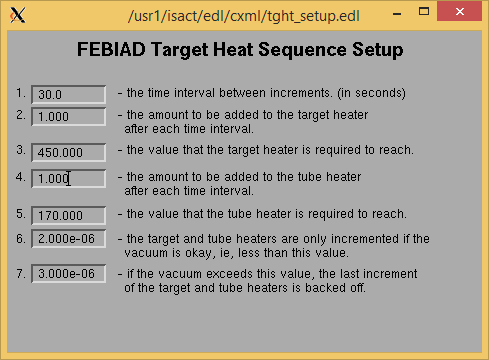 /usr1/isact/edl/cxml/tght_setup.edl
FEBIAD Target Heat Sequence Setup
1. 30.0 - the time interval between increments. (in seconds)
2. 1.000 - the amount to be added to the target heater
after each time interval.
3. 450.000 - the value that the target heater is required to reach.
4. 1.000 - the amount to be added to the tube heater
after each time interval.
5. 170.000 - the value that the tube heater is required to reach.
6. 2.000e-06 - the target and tube heaters are only incremented if the
vacuum is okay, ie, less than this value.
7. 3.000e-06 - if the vacuum exceeds this value, the last increment
of the target and tube heaters is backed off.